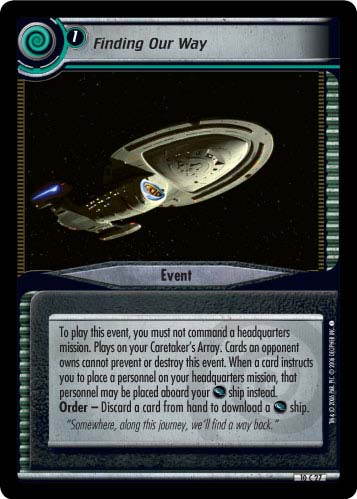 1 Finding Our Way
Event
To play this event, you must not command a headquarters
mission. Plays on your Caretaker's Array. Cards an opponent
owns cannot prevent or destroy this event. When a card instructs
you to place a personnel on your headquarters mission, that
personnel may be placed aboard your ship instead.
Order – Discard a card from hand to download a ship.
"Somewhere, along this journey, we'll find a way back."
10 C 27